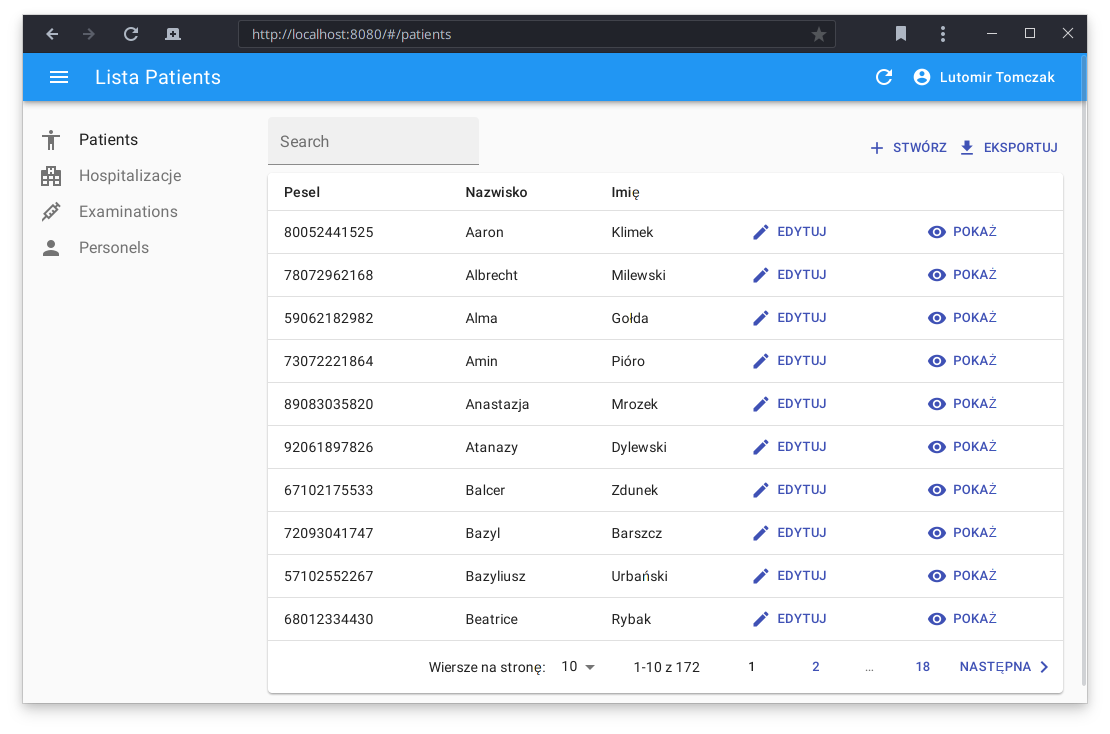 http://localhost:8080/#/patients
Lista Patients
Lutomir Tomczak
Patients
Hospitalizacje
Examinations
Personels
Search
STWÓRZ EKSPORTUJ
Pesel Nazwisko Imię
80052441525 Aaron Klimek EDYTUJ POKAŻ
78072962168 Albrecht Milewski EDYTUJ POKAŻ
59062182982 Alma Gołda EDYTUJ POKAŻ
73072221864 Amin Pióro EDYTUJ POKAŻ
89083035820 Anastazja Mrozek EDYTUJ POKAŻ
92061897826 Atanazy Dylewski EDYTUJ POKAŻ
67102175533 Balcer Zdunek EDYTUJ POKAŻ
72093041747 Bazyl Barszcz EDYTUJ POKAŻ
57102552267 Bazyliusz Urbański EDYTUJ POKAŻ
68012334430 Beatrice Rybak EDYTUJ POKAŻ
Wiersze na stronę: 10 1-10 z 172 1 2 ... 18 NASTĘPNA